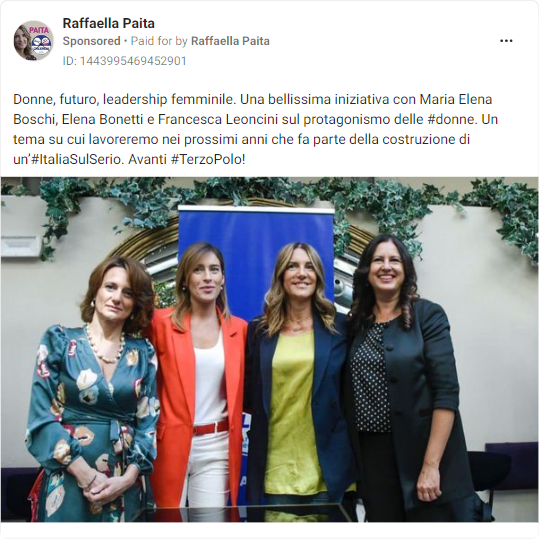 Raffaella Paita
Sponsored • Paid for by Raffaella Paita
ID: 1443995469452901
Donne, futuro, leadership femminile. Una bellissima iniziativa con Maria Elena
Boschi, Elena Bonetti e Francesca Leoncini sul protagonismo delle #donne. Un
tema su cui lavoreremo nei prossimi anni che fa parte della costruzione di
un'#ItaliaSulSerio. Avanti #TerzoPolo!
PAITA